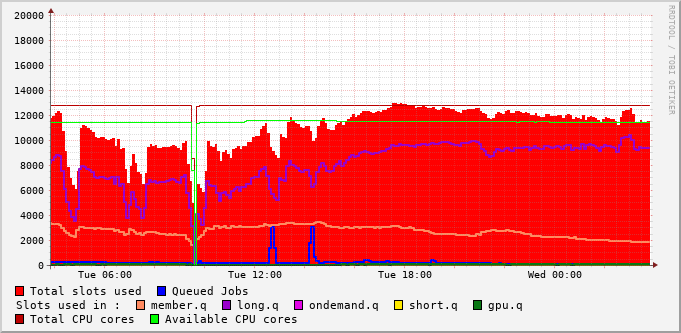 20000
18000
16000
14000
12000
10000
8000
6000
4000
2000
0
Tue 06:00 Tue 12:00 Tue 18:00 Wed 00:00
RRDTOOL / TOBI OETIKER
Total slots used Queued Jobs
Slots used in : member.q long.q ondemand.q short.q gpu.q
Total CPU cores Available CPU cores